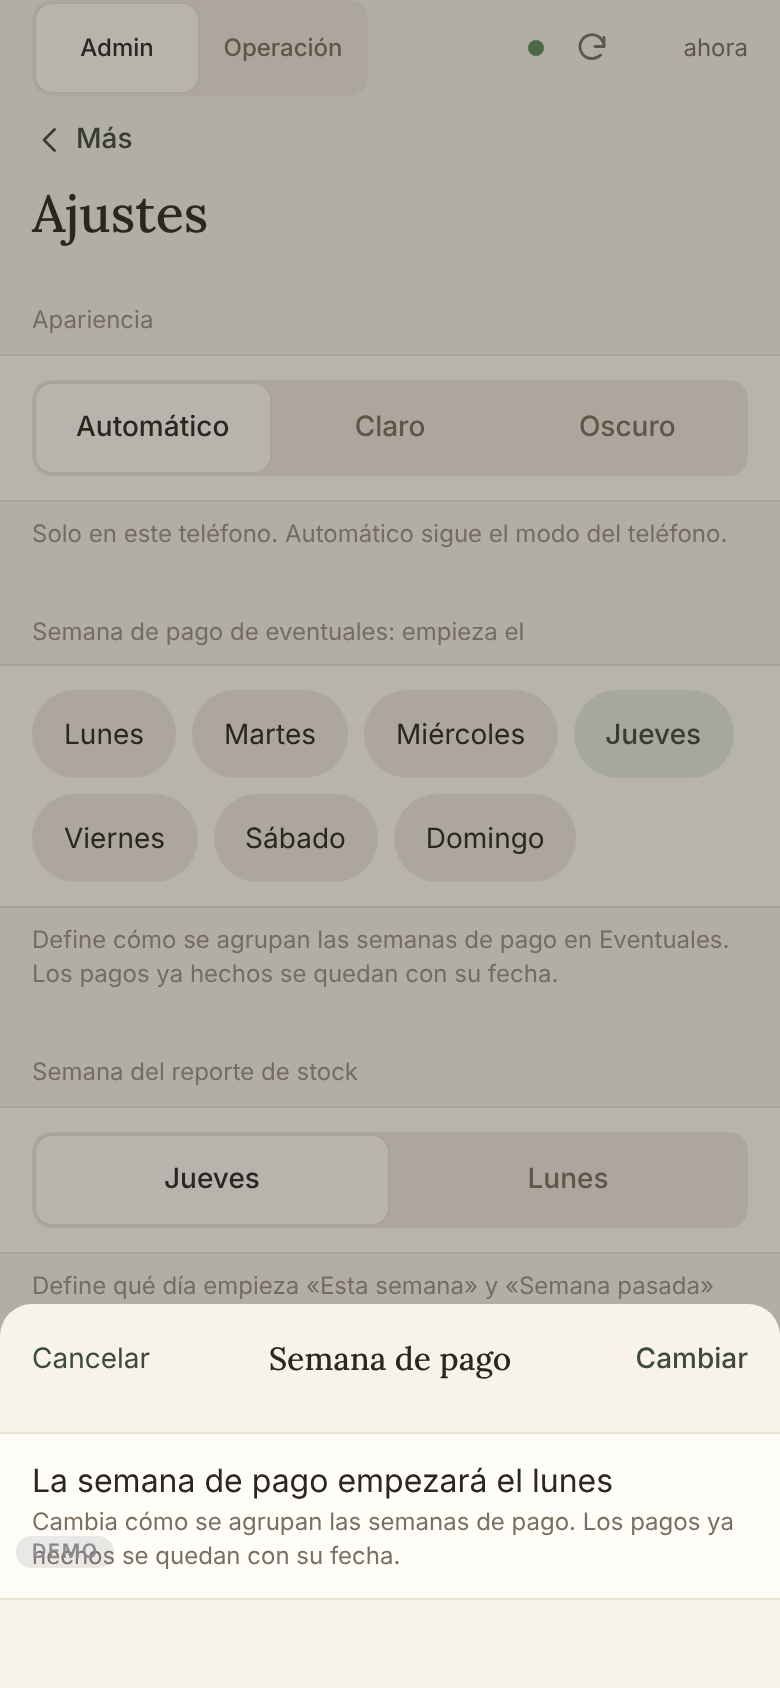 Admin
Operación
ahora
Más
Ajustes
Apariencia
Automático
Claro
Oscuro
Solo en este teléfono. Automático sigue el modo del teléfono.
Semana de pago de eventuales: empieza el
Lunes
Martes
Miércoles
Jueves
Viernes
Sábado
Domingo
Define cómo se agrupan las semanas de pago en Eventuales.
Los pagos ya hechos se quedan con su fecha.
Semana del reporte de stock
Jueves
Lunes
Define qué día empieza «Esta semana» y «Semana pasada»
Cancelar
Semana de pago
Cambiar
La semana de pago empezará el lunes
Cambia cómo se agrupan las semanas de pago. Los pagos ya
hechos se quedan con su fecha.
DEMO